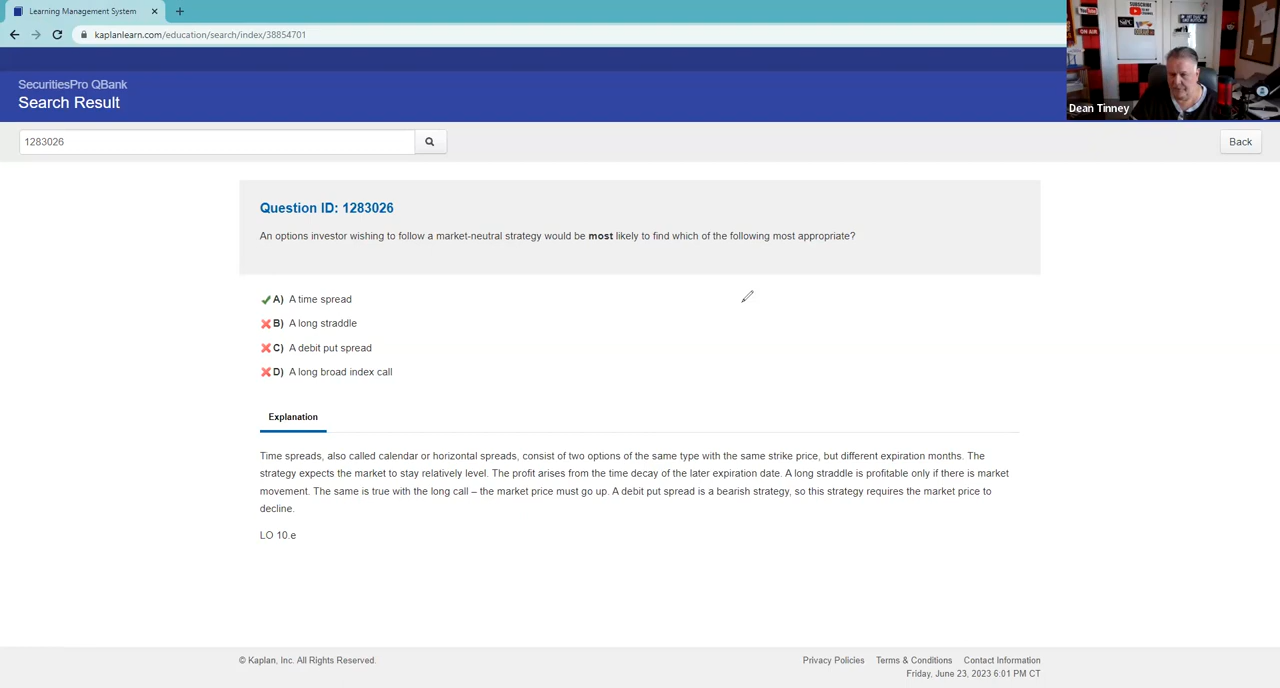 Learning Management System
kaplanlearn.com/education/search/index/38854701
SecuritiesPro QBank
Search Result
Dean Tinney
1283026
Back
Question ID: 1283026
An options investor wishing to follow a market-neutral strategy would be most likely to find which of the following most appropriate?
A) A time spread
B) A long straddle
C) A debit put spread
D) A long broad index call
Explanation
Time spreads, also called calendar or horizontal spreads, consist of two options of the same type with the same strike price, but different expiration months. The
strategy expects the market to stay relatively level. The profit arises from the time decay of the later expiration date. A long straddle is profitable only if there is market
movement. The same is true with the long call – the market price must go up. A debit put spread is a bearish strategy, so this strategy requires the market price to
decline.
LO 10.e
© Kaplan, Inc. All Rights Reserved.
Privacy Policies Terms & Conditions Contact Information
Friday, June 23, 2023 6:01 PM CT